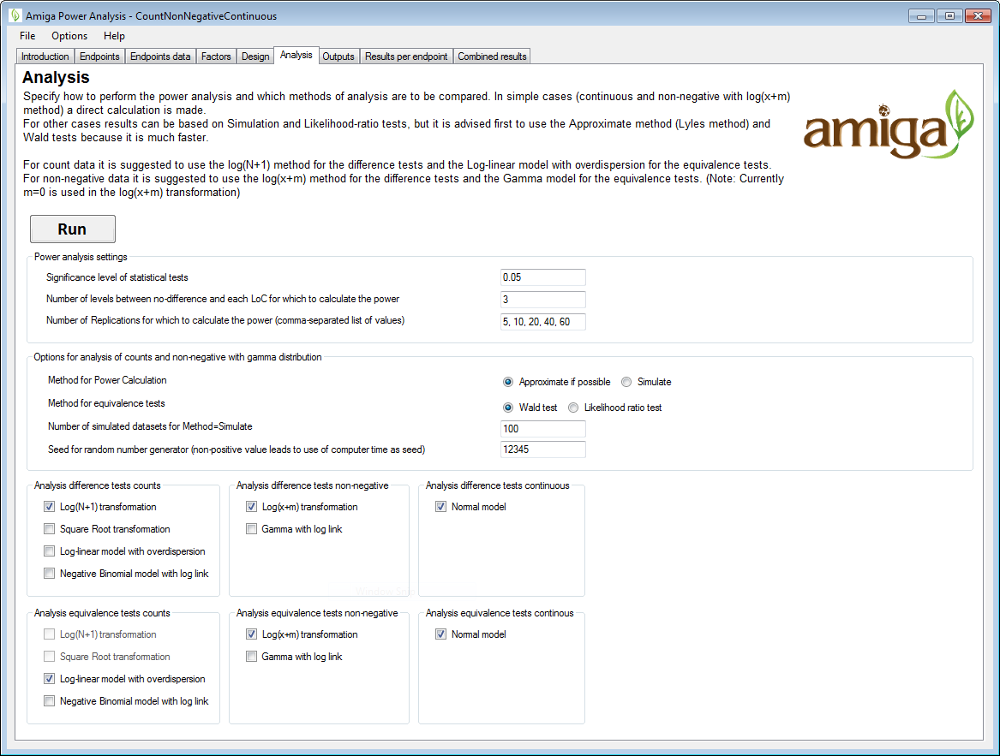 Amiga Power Analysis - CountNonNegativeContinuous
File Options Help
Introduction Endpoints Endpoints data Factors Design Analysis Outputs Results per endpoint Combined results
Analysis
Specify how to perform the power analysis and which methods of analysis are to be compared. In simple cases (continuous and non-negative with log(x+m)
method) a direct calculation is made.
For other cases results can be based on Simulation and Likelihood-ratio tests, but it is advised first to use the Approximate method (Lyles method) and
Wald tests because it is much faster.
For count data it is suggested to use the log(N+1) method for the difference tests and the Log-linear model with overdispersion for the equivalence tests.
For non-negative data it is suggested to use the log(x+m) method for the difference tests and the Gamma model for the equivalence tests. (Note: Currently
m=0 is used in the log(x+m) transformation)
amiga
Run
Power analysis settings
Significance level of statistical tests 0.05
Number of levels between no-difference and each LoC for which to calculate the power 3
Number of Replications for which to calculate the power (comma-separated list of values) 5, 10, 20, 40, 60
Options for analysis of counts and non-negative with gamma distribution
Method for Power Calculation Approximate if possible Simulate
Method for equivalence tests Wald test Likelihood ratio test
Number of simulated datasets for Method=Simulate 100
Seed for random number generator (non-positive value leads to use of computer time as seed) 12345
Analysis difference tests counts Analysis difference tests non-negative Analysis difference tests continuous
Log(N+1) transformation Log(x+m) transformation Normal model
Square Root transformation Gamma with log link
Log-linear model with overdispersion
Negative Binomial model with log link
Analysis equivalence tests counts Analysis equivalence tests non-negative Analysis equivalence tests continous
Log(N+1) transformation Log(x+m) transformation Normal model
Square Root transformation Gamma with log link
Log-linear model with overdispersion
Negative Binomial model with log link